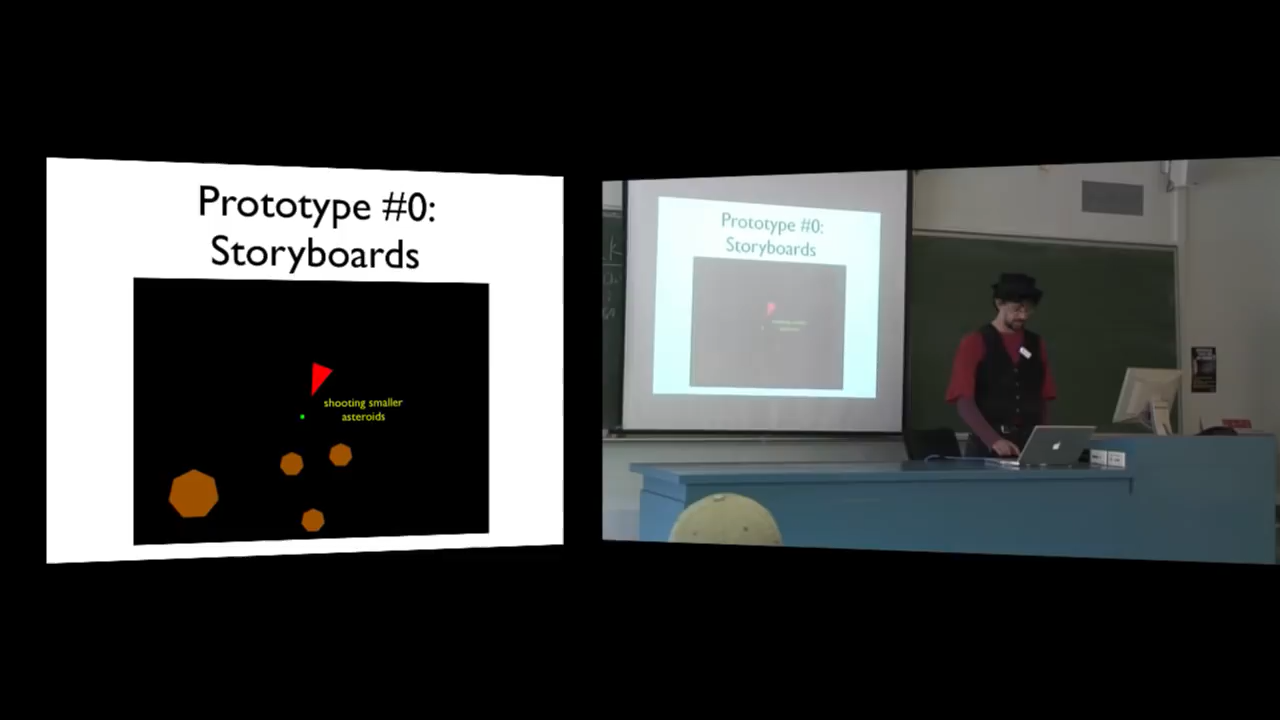 Prototype #0:
Storyboards
shooting smaller
asteroids
Prototype #0:
Storyboards